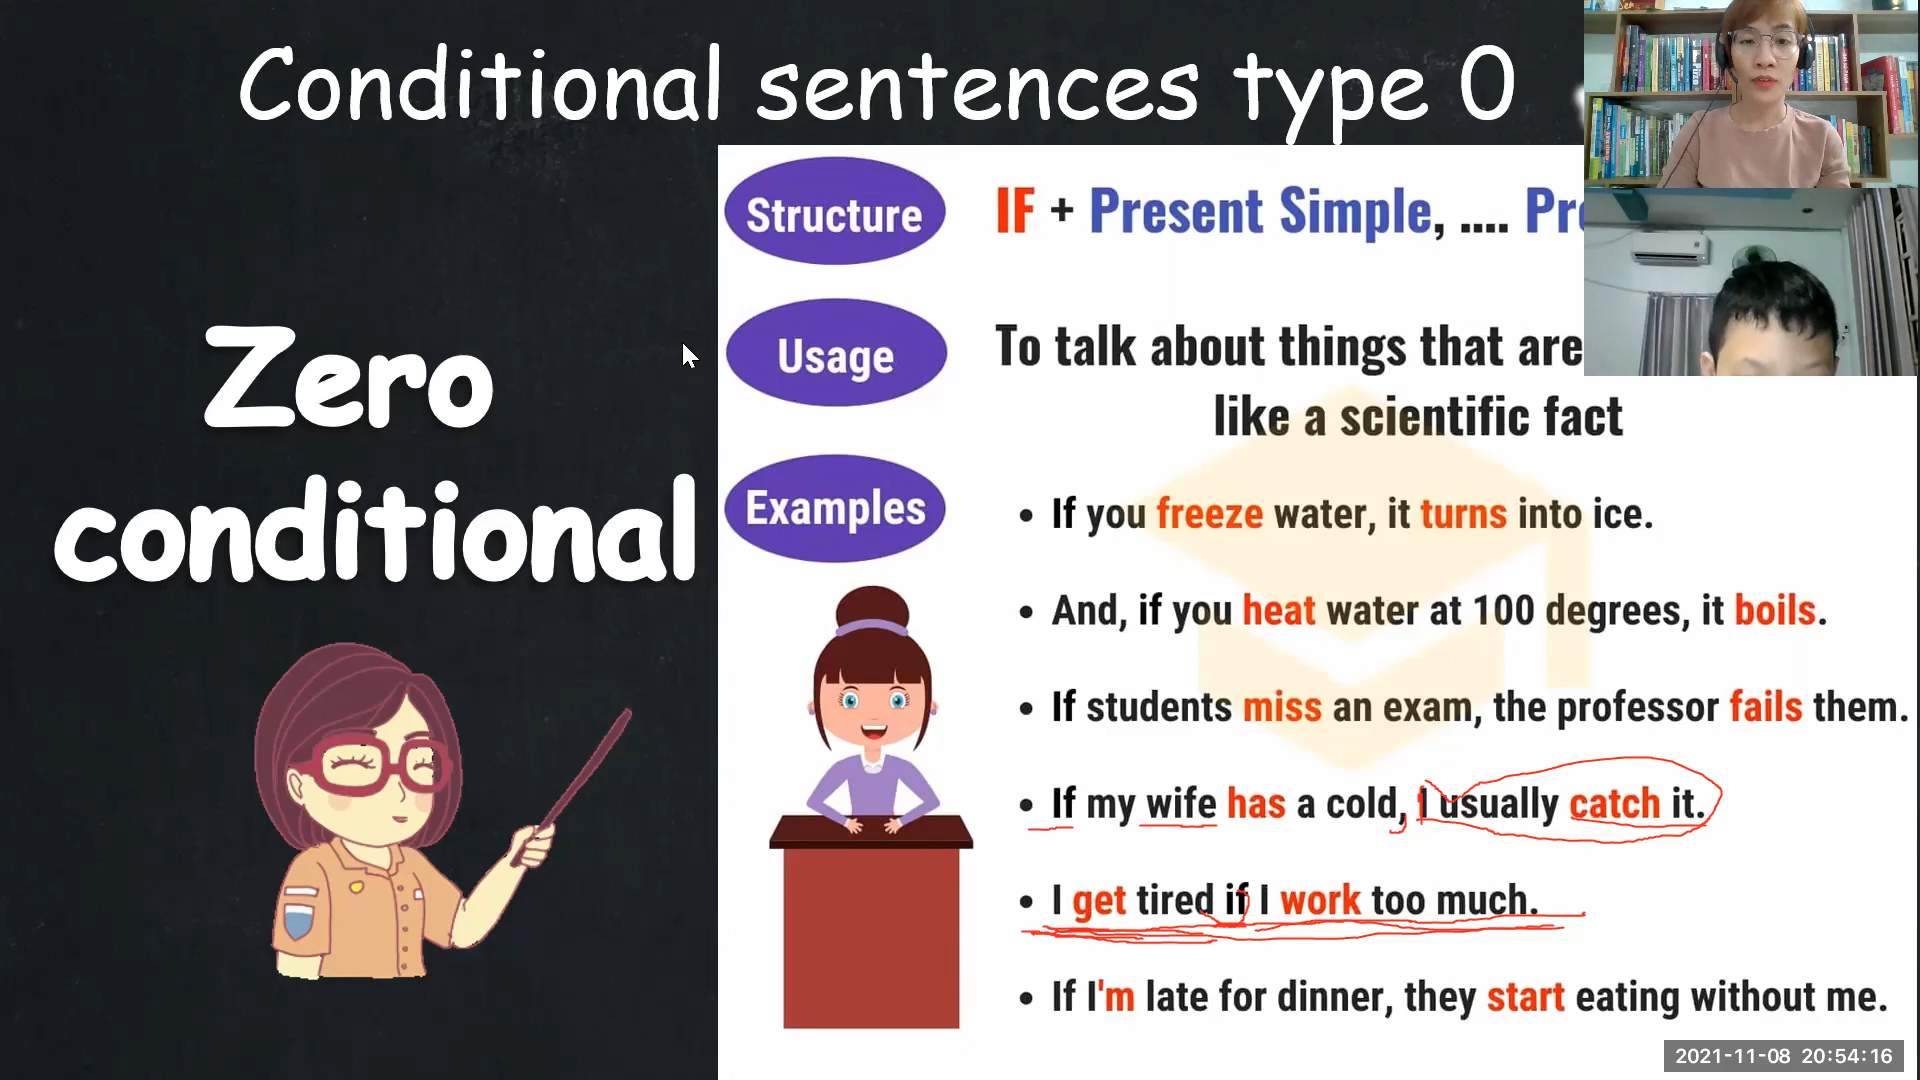 Conditional sentences type 0
Zero
conditional
Structure
IF + Present Simple, .... Pre
Usage
To talk about things that are
like a scientific fact
Examples
• If you freeze water, it turns into ice.
• And, if you heat water at 100 degrees, it boils.
• If students miss an exam, the professor fails them.
• If my wife has a cold, I usually catch it.
• I get tired if I work too much.
• If I'm late for dinner, they start eating without me.
2021-11-08 20:54:16